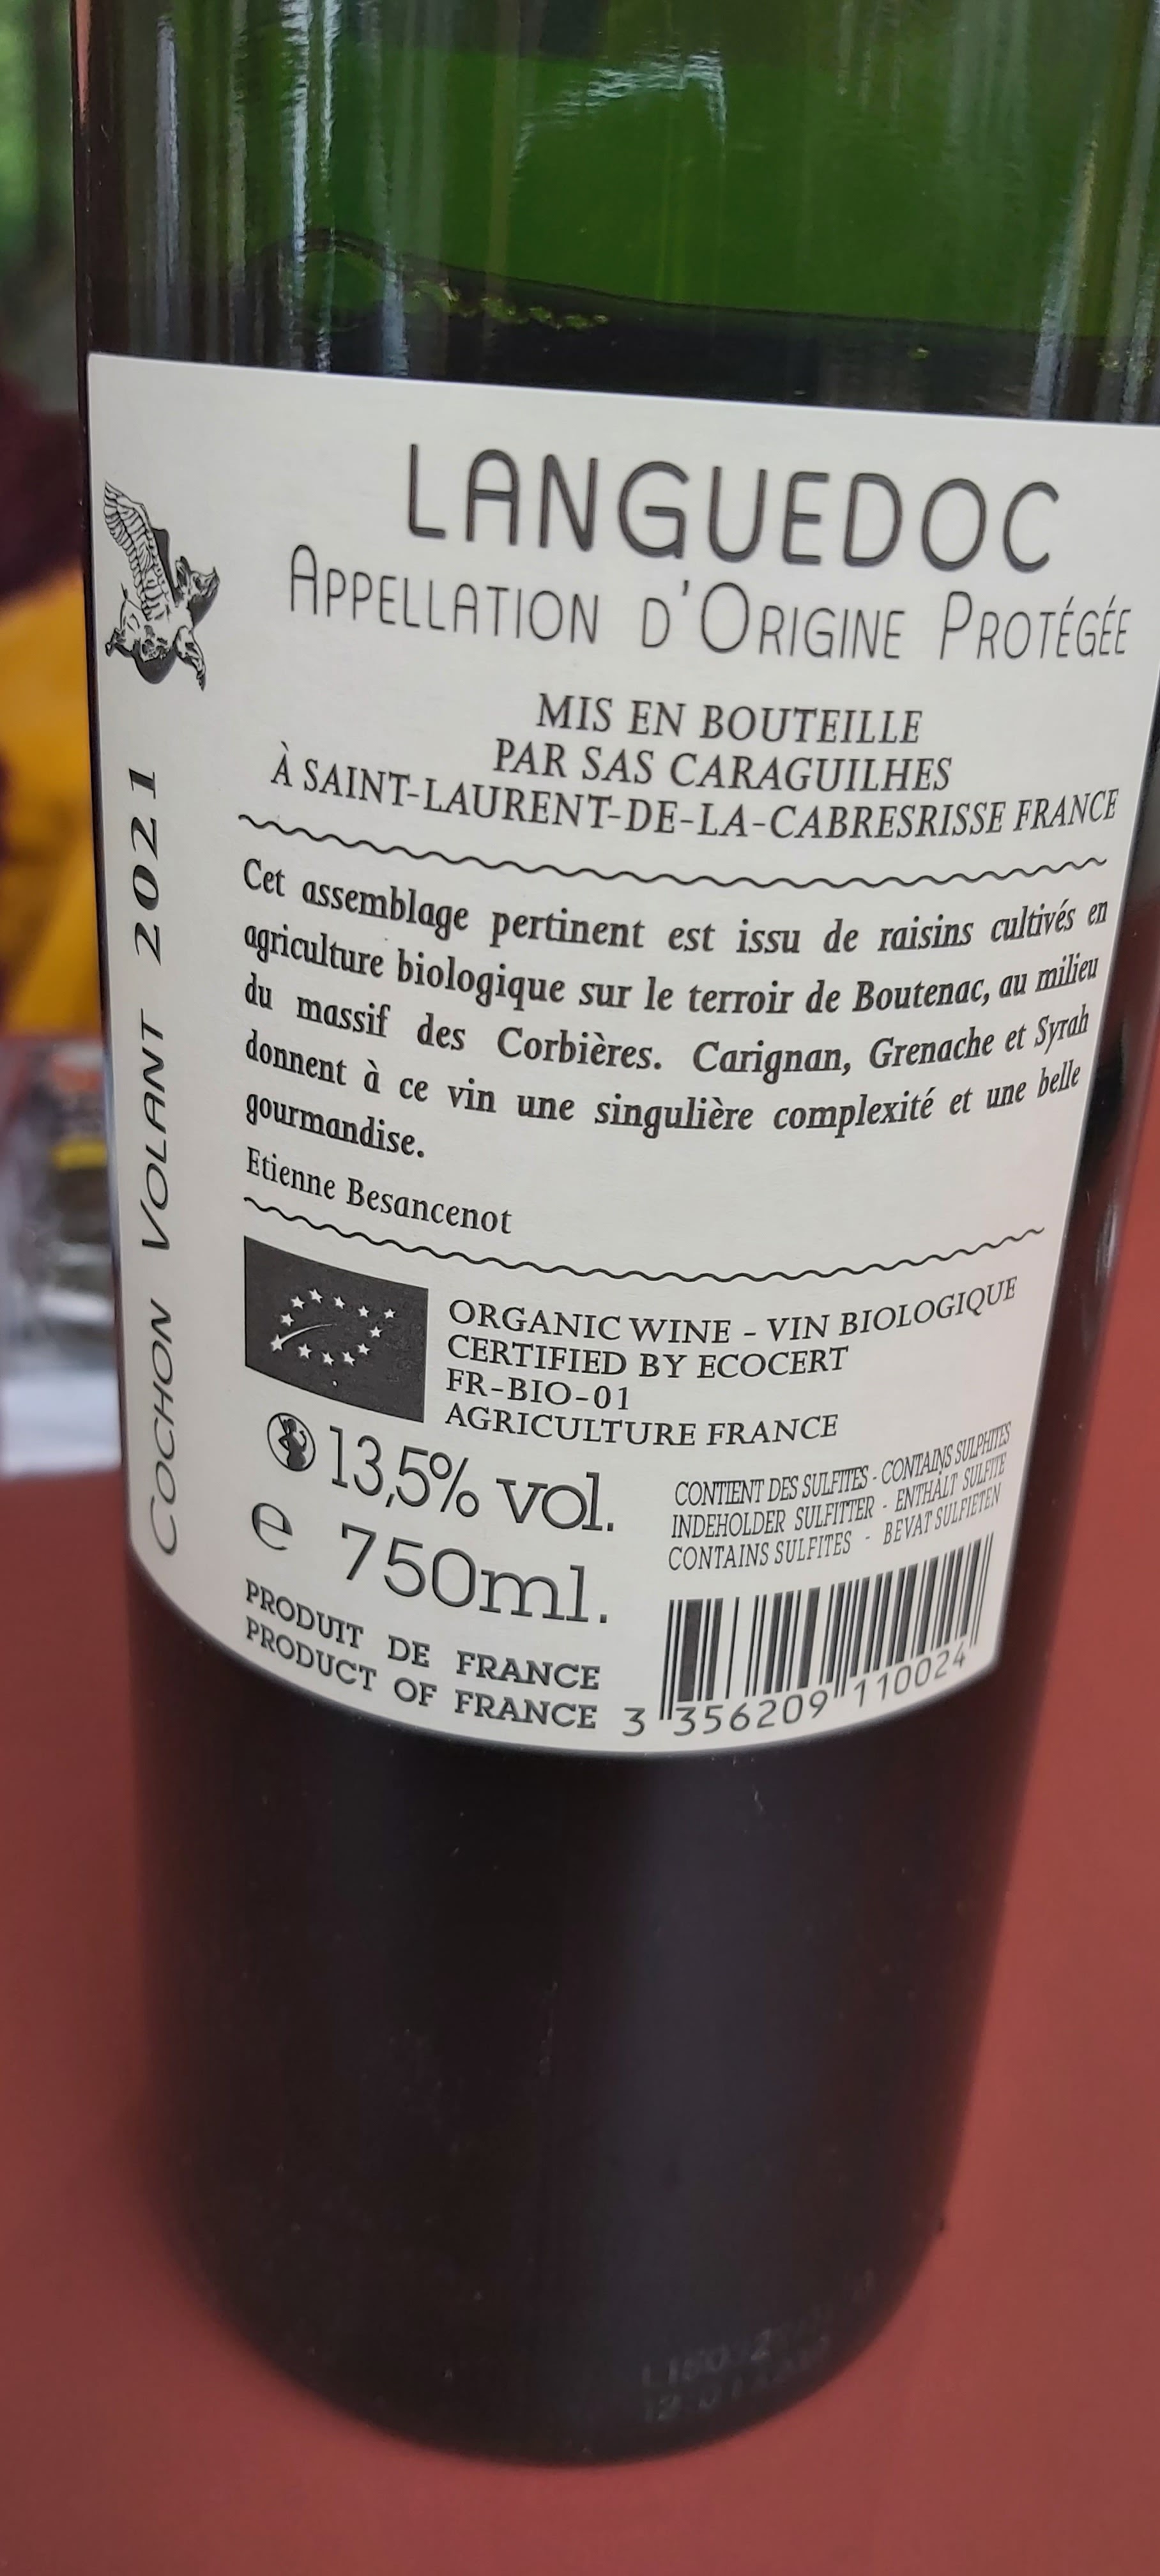 LANGUEDOC
APPELLATION D'ORIGINE PROTÉGÉE
MIS EN BOUTEILLE
PAR SAS CARAGUILHES
À SAINT-LAURENT-DE-LA-CABRESRISSE FRANCE
Cet assemblage pertinent est issu de raisins cultivés en
agriculture biologique sur le terroir de Boutenac, au milieu
du massif des Corbières. Carignan, Grenache et Syrah
donnent à ce vin une singulière complexité et une belle
gourmandise.
Etienne Besancenot
ORGANIC WINE - VIN BIOLOGIQUE
CERTIFIED BY ECOCERT
FR-BIO-01
AGRICULTURE FRANCE
13,5% vol.
e 750ml.
PRODUIT DE FRANCE
PRODUCT OF FRANCE
CONTIENT DES SULFITES - CONTAINS SULPHITES
INDEHOLDER SULFITTER - ENTHÄLT SULFITE
CONTAINS SULFITES - BEVAT SULFIETEN
3 356209 110024
COCHON VOLANT 2021